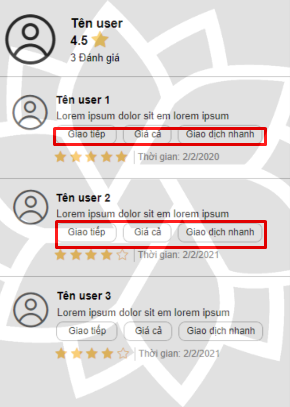 Tên user
4.5
3 Đánh giá
Tên user 1
Lorem ipsum dolor sit em lorem ipsum
Giao tiếp Giá cả Giao dịch nhanh
Thời gian: 2/2/2020
Tên user 2
Lorem ipsum dolor sit em lorem ipsum
Giao tiếp Giá cả Giao dịch nhanh
Thời gian: 2/2/2021
Tên user 3
Lorem ipsum dolor sit em lorem ipsum
Giao tiếp Giá cả Giao dịch nhanh
Thời gian: 2/2/2021